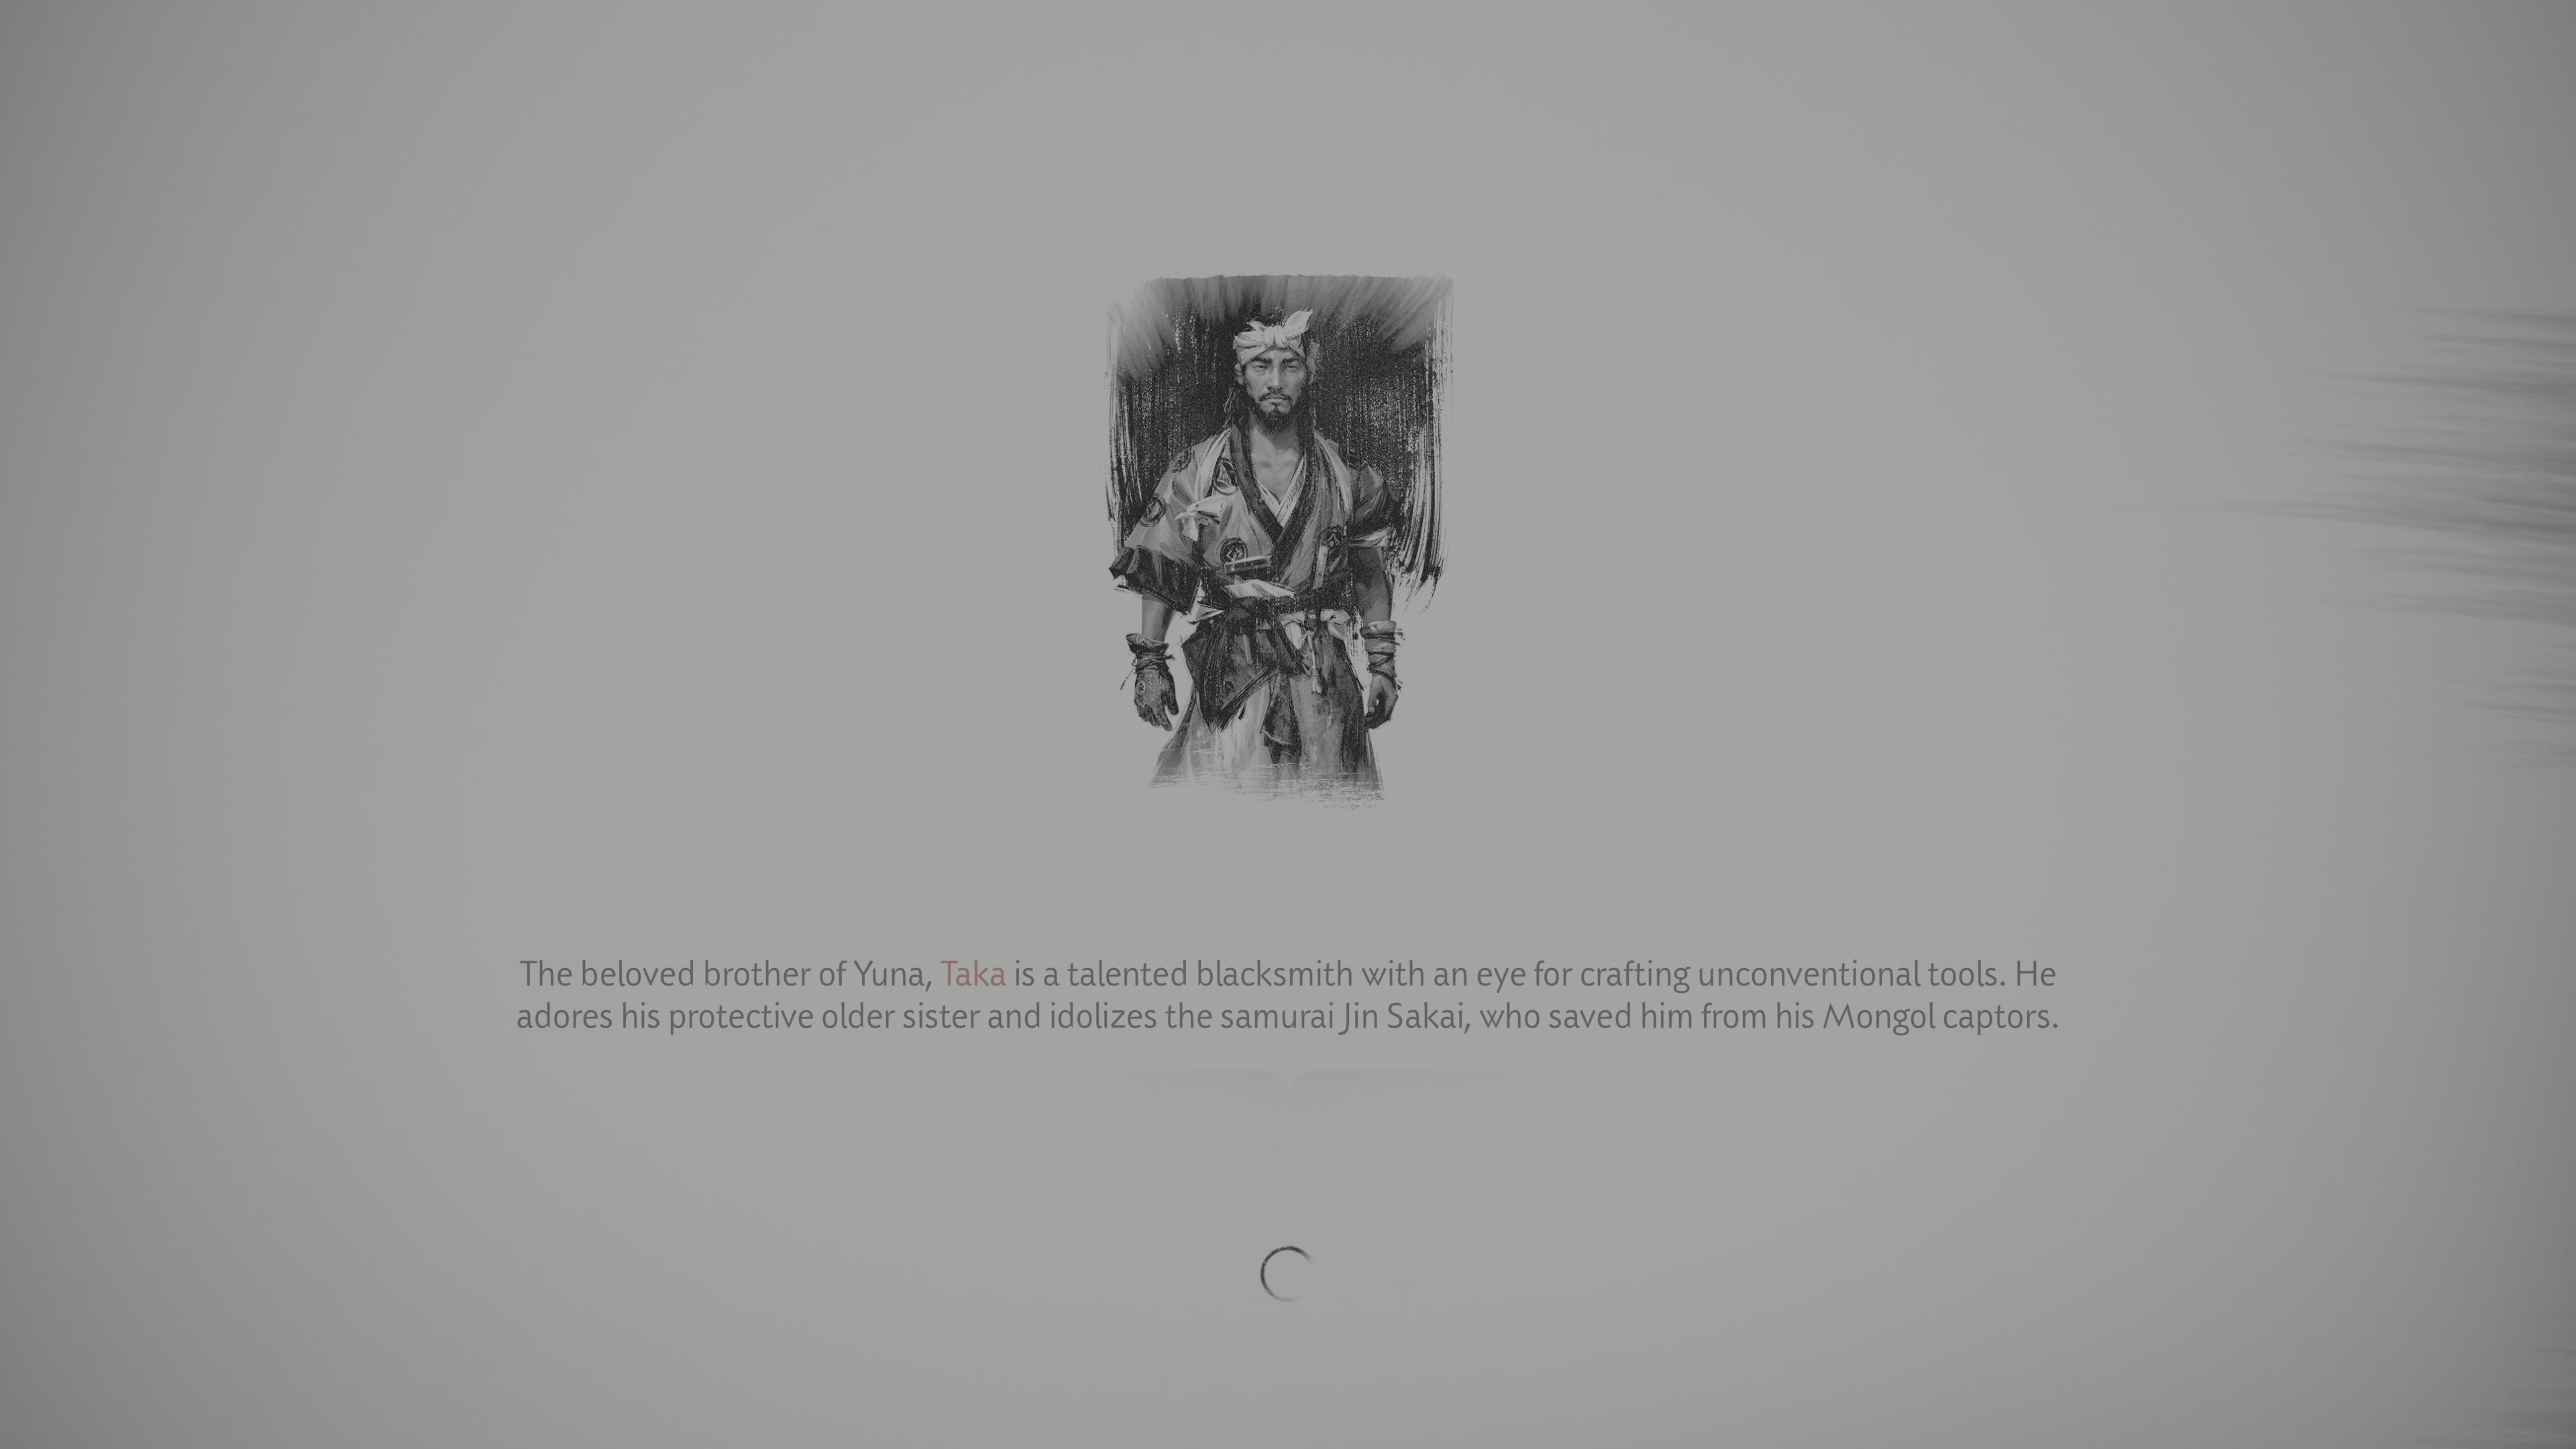 The beloved brother of Yuna, Taka is a talented blacksmith with an eye for crafting unconventional tools. He
adores his protective older sister and idolizes the samurai Jin Sakai, who saved him from his Mongol captors.